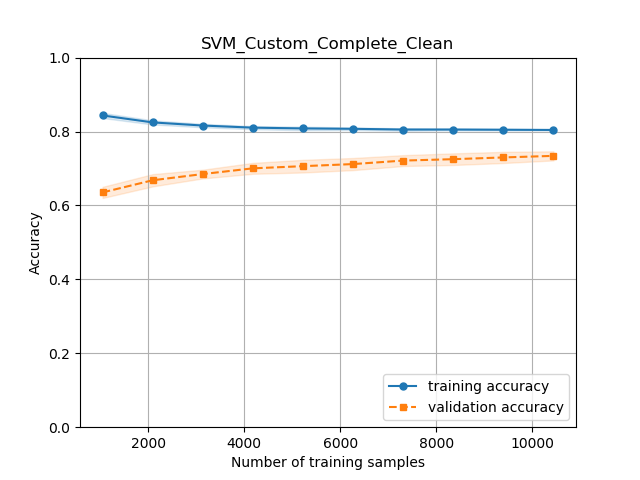 SVM_Custom_Complete_Clean
1.0
0.8
0.6
0.4
0.2
0.0
Accuracy
training accuracy
validation accuracy
2000 4000 6000 8000 10000
Number of training samples